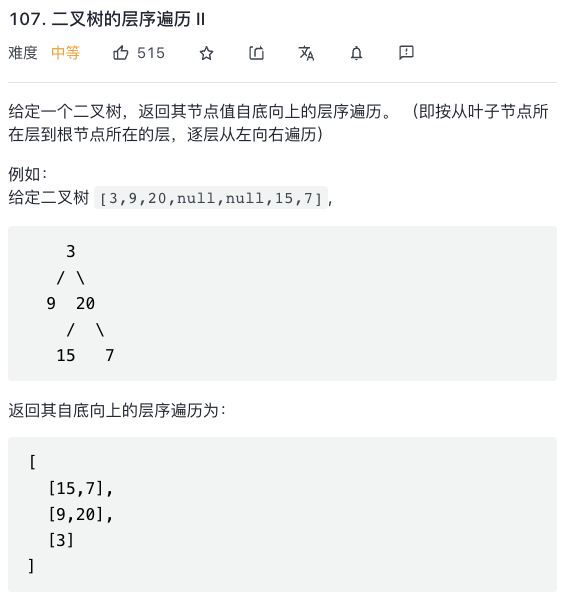 107. 二叉树的层序遍历 II
难度 中等 515
给定一个二叉树，返回其节点值自底向上的层序遍历。 （即按从叶子节点所
在层到根节点所在的层，逐层从左向右遍历）
例如：
给定二叉树 [3,9,20,null,null,15,7],
3
/ \
9 20
/ \
15 7
返回其自底向上的层序遍历为：
[
[15,7],
[9,20],
[3]
]